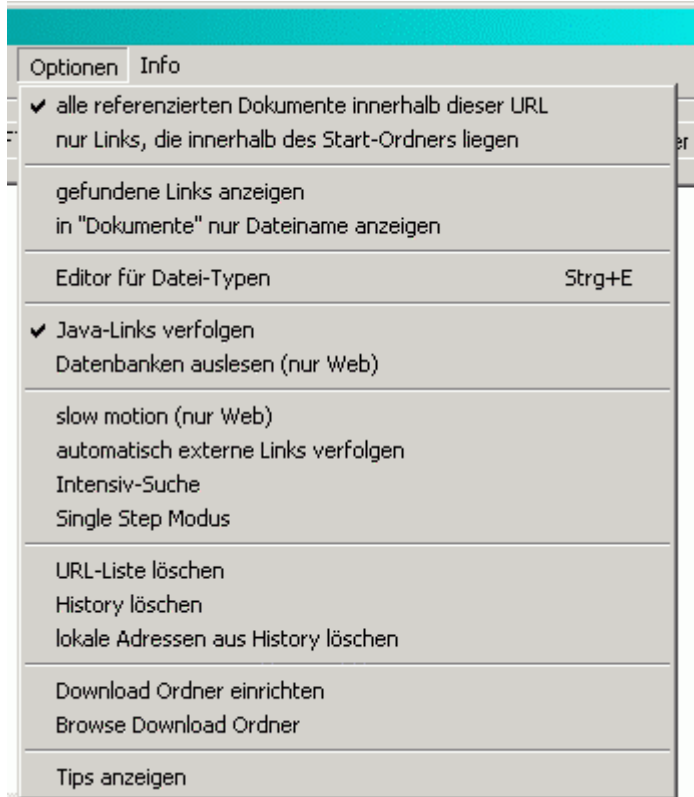 Optionen Info
alle referenzierten Dokumente innerhalb dieser URL
nur Links, die innerhalb des Start-Ordners liegen
gefundene Links anzeigen
in "Dokumente" nur Dateiname anzeigen
Editor für Datei-Typen Strg+E
Java-Links verfolgen
Datenbanken auslesen (nur Web)
slow motion (nur Web)
automatisch externe Links verfolgen
Intensiv-Suche
Single Step Modus
URL-Liste löschen
History löschen
lokale Adressen aus History löschen
Download Ordner einrichten
Browse Download Ordner
Tips anzeigen